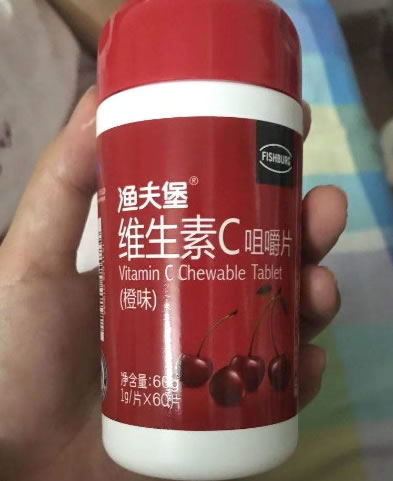 FISHBURG
渔夫堡®
维生素C 咀嚼片
Vitamin C Chewable Tablet
(橙味)
净含量:60g
1g/片×60片